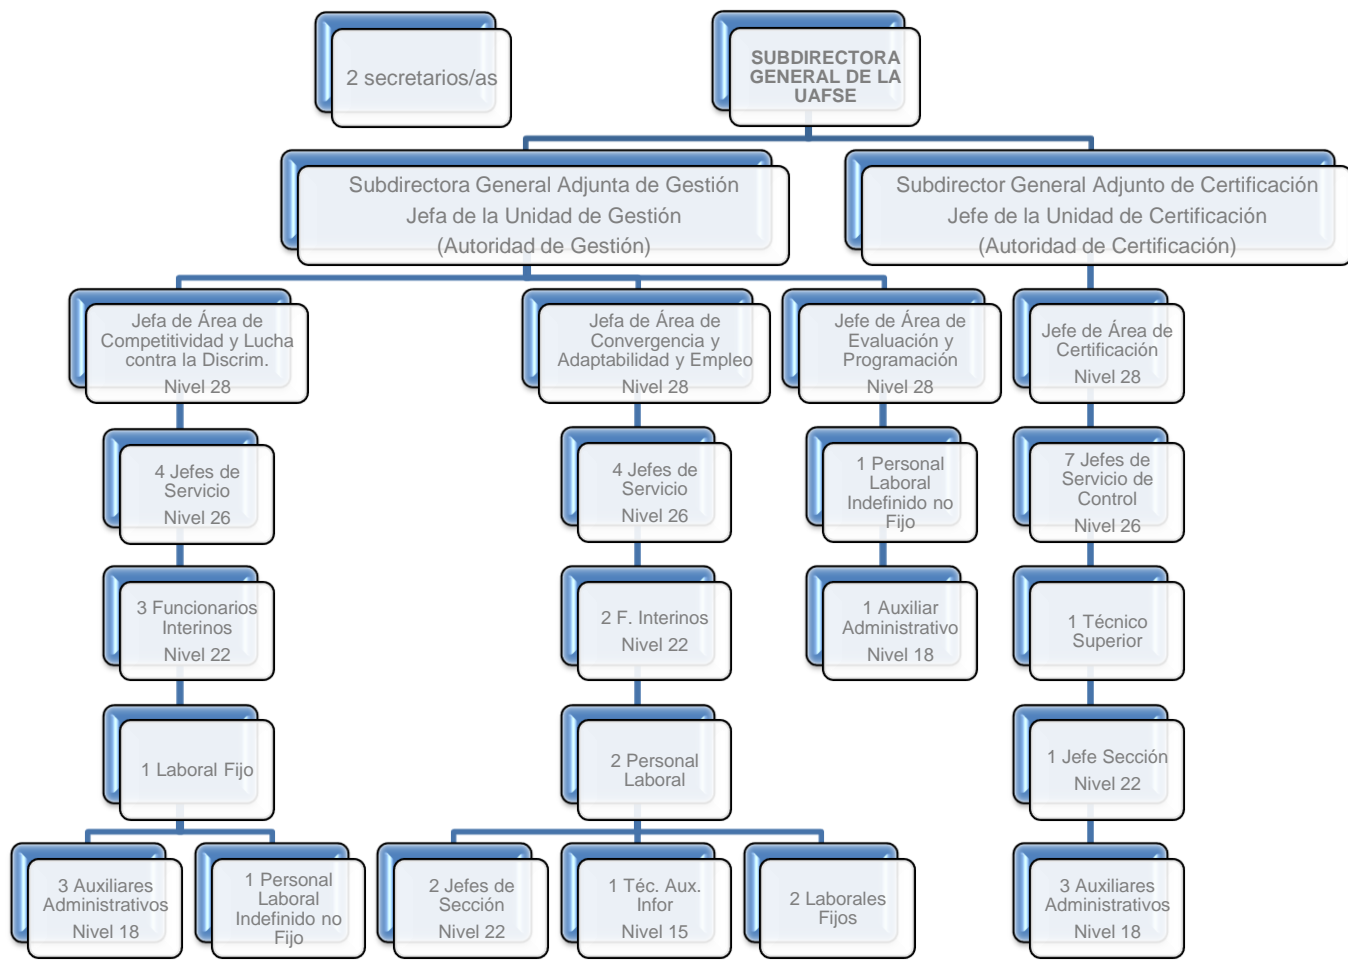 2 secretarios/as
SUBDIRECTORA
GENERAL DE LA
UAFSE
Subdirectora General Adjunta de Gestión
Jefa de la Unidad de Gestión
(Autoridad de Gestión)
Subdirector General Adjunto de Certificación
Jefe de la Unidad de Certificación
(Autoridad de Certificación)
Jefa de Área de
Competitividad y Lucha
contra la Discrim.
Nivel 28
Jefa de Área de
Convergencia y
Adaptabilidad y Empleo
Nivel 28
Jefe de Área de
Evaluación y
Programación
Nivel 28
Jefe de Área de
Certificación
Nivel 28
4 Jefes de
Servicio
Nivel 26
4 Jefes de
Servicio
Nivel 26
1 Personal
Laboral
Indefinido no
Fijo
7 Jefes de
Servicio de
Control
Nivel 26
3 Funcionarios
Interinos
Nivel 22
2 F. Interinos
Nivel 22
1 Auxiliar
Administrativo
Nivel 18
1 Técnico
Superior
1 Laboral Fijo
2 Personal
Laboral
1 Jefe Sección
Nivel 22
3 Auxiliares
Administrativos
Nivel 18
1 Personal
Laboral
Indefinido no
Fijo
2 Jefes de
Sección
Nivel 22
1 Téc. Aux.
Infor
Nivel 15
2 Laborales
Fijos
3 Auxiliares
Administrativos
Nivel 18